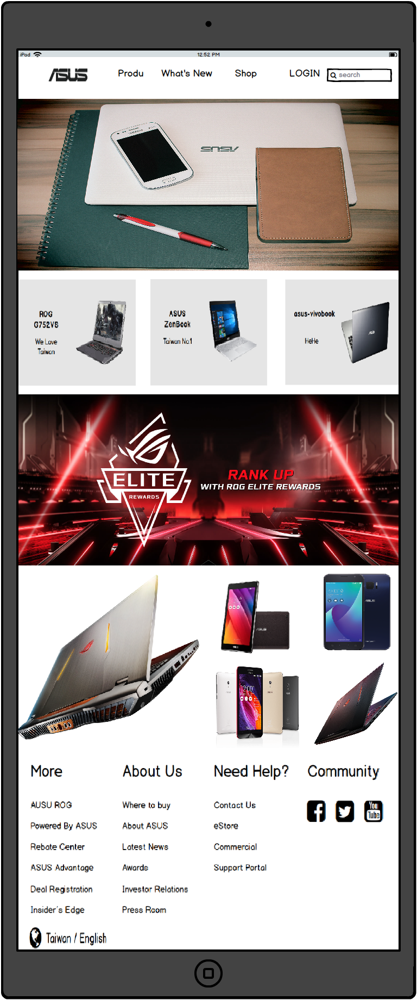 iPad
12:52 PM
ASUS
Produ
What's New
Shop
LOGIN
search
SAMSUNG
ASUS
ROG
G752VS
We Love
Taiwan
ASUS
ZenBook
Taiwan No.1
asus-vivobook
HeHe
ELITE
REWARDS
RANK UP
WITH ROG ELITE REWARDS
More
About Us
Need Help?
Community
AUSU ROG
Where to buy
Contact Us
You
Tube
Powered By ASUS
About ASUS
eStore
Rebate Center
Latest News
Commercial
ASUS Advantage
Awards
Support Portal
Deal Registration
Investor Relations
Insider's Edge
Press Room
Taiwan / English